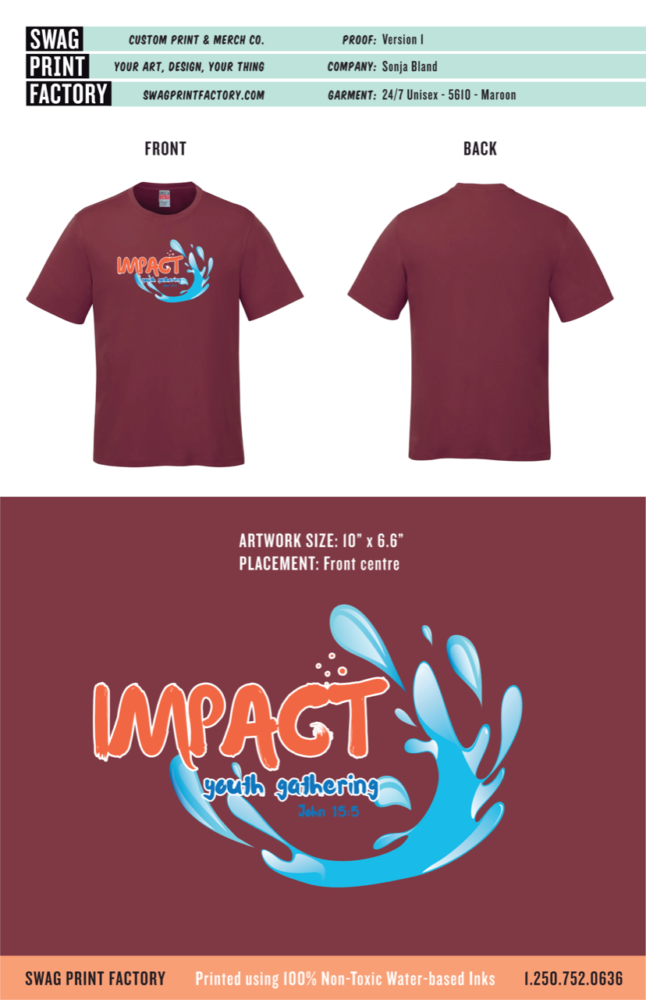 SWAG
PRINT
FACTORY
CUSTOM PRINT & MERCH CO.
YOUR ART, DESIGN, YOUR THING
SWAGPRINTFACTORY.COM
PROOF: Version 1
COMPANY: Sonja Bland
GARMENT: 24/7 Unisex - 5610 - Maroon
FRONT
BACK
IMPACT
youth gathering
ARTWORK SIZE: 10” x 6.6”
PLACEMENT: Front centre
IMPACT
youth gathering
John 15:5
SWAG PRINT FACTORY
Printed using 100% Non-Toxic Water-based Inks
1.250.752.0636